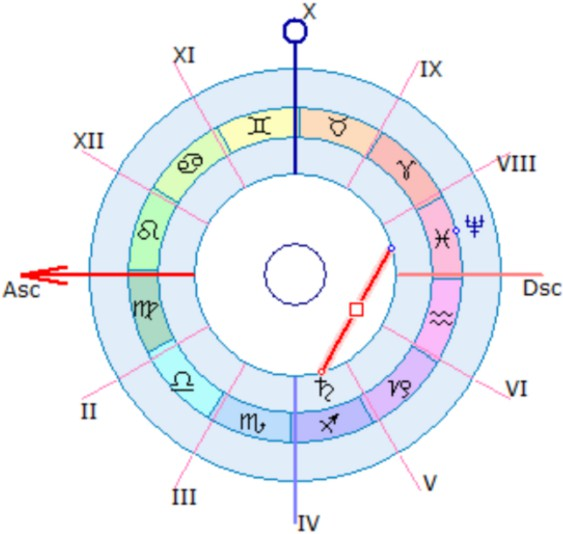 X
XI
IX
XII
VIII
♊
♉
♋
♈
♌
♓
♆
Asc
Dsc
♍
♒
♎
♄
♑
VI
♏
♐
II
III
V
IV